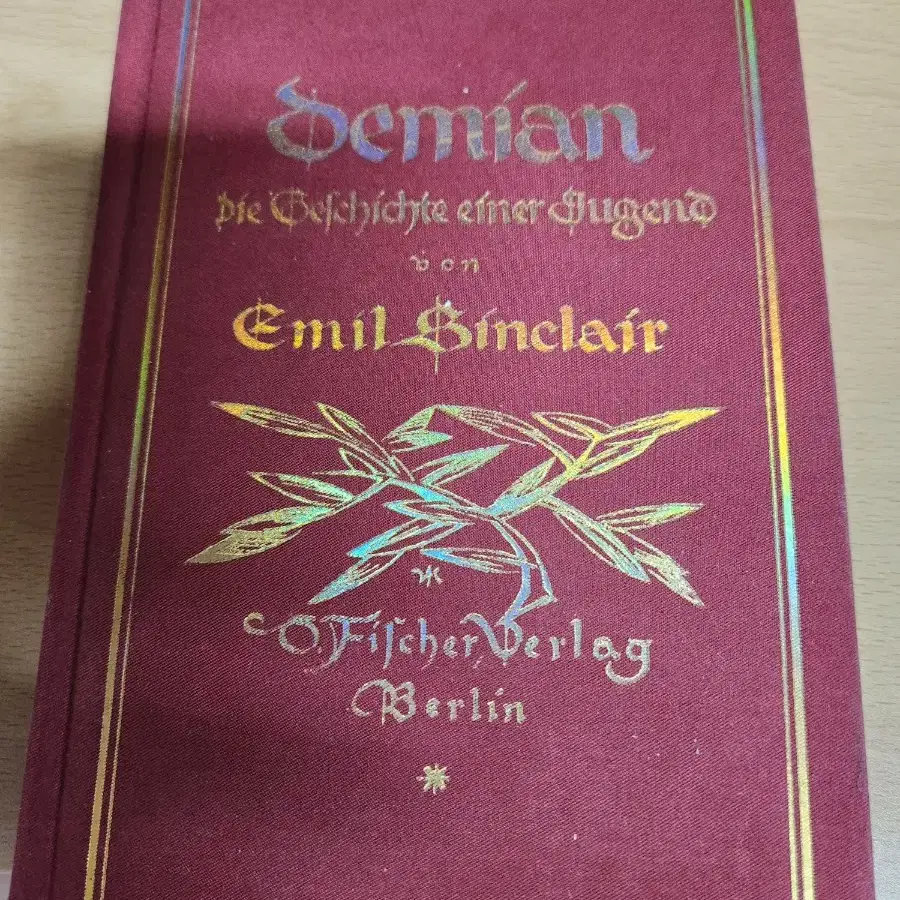 Demian
Die Geschichte einer Jugend
von
Emil Sinclair
S. Fischer Verlag
Berlin